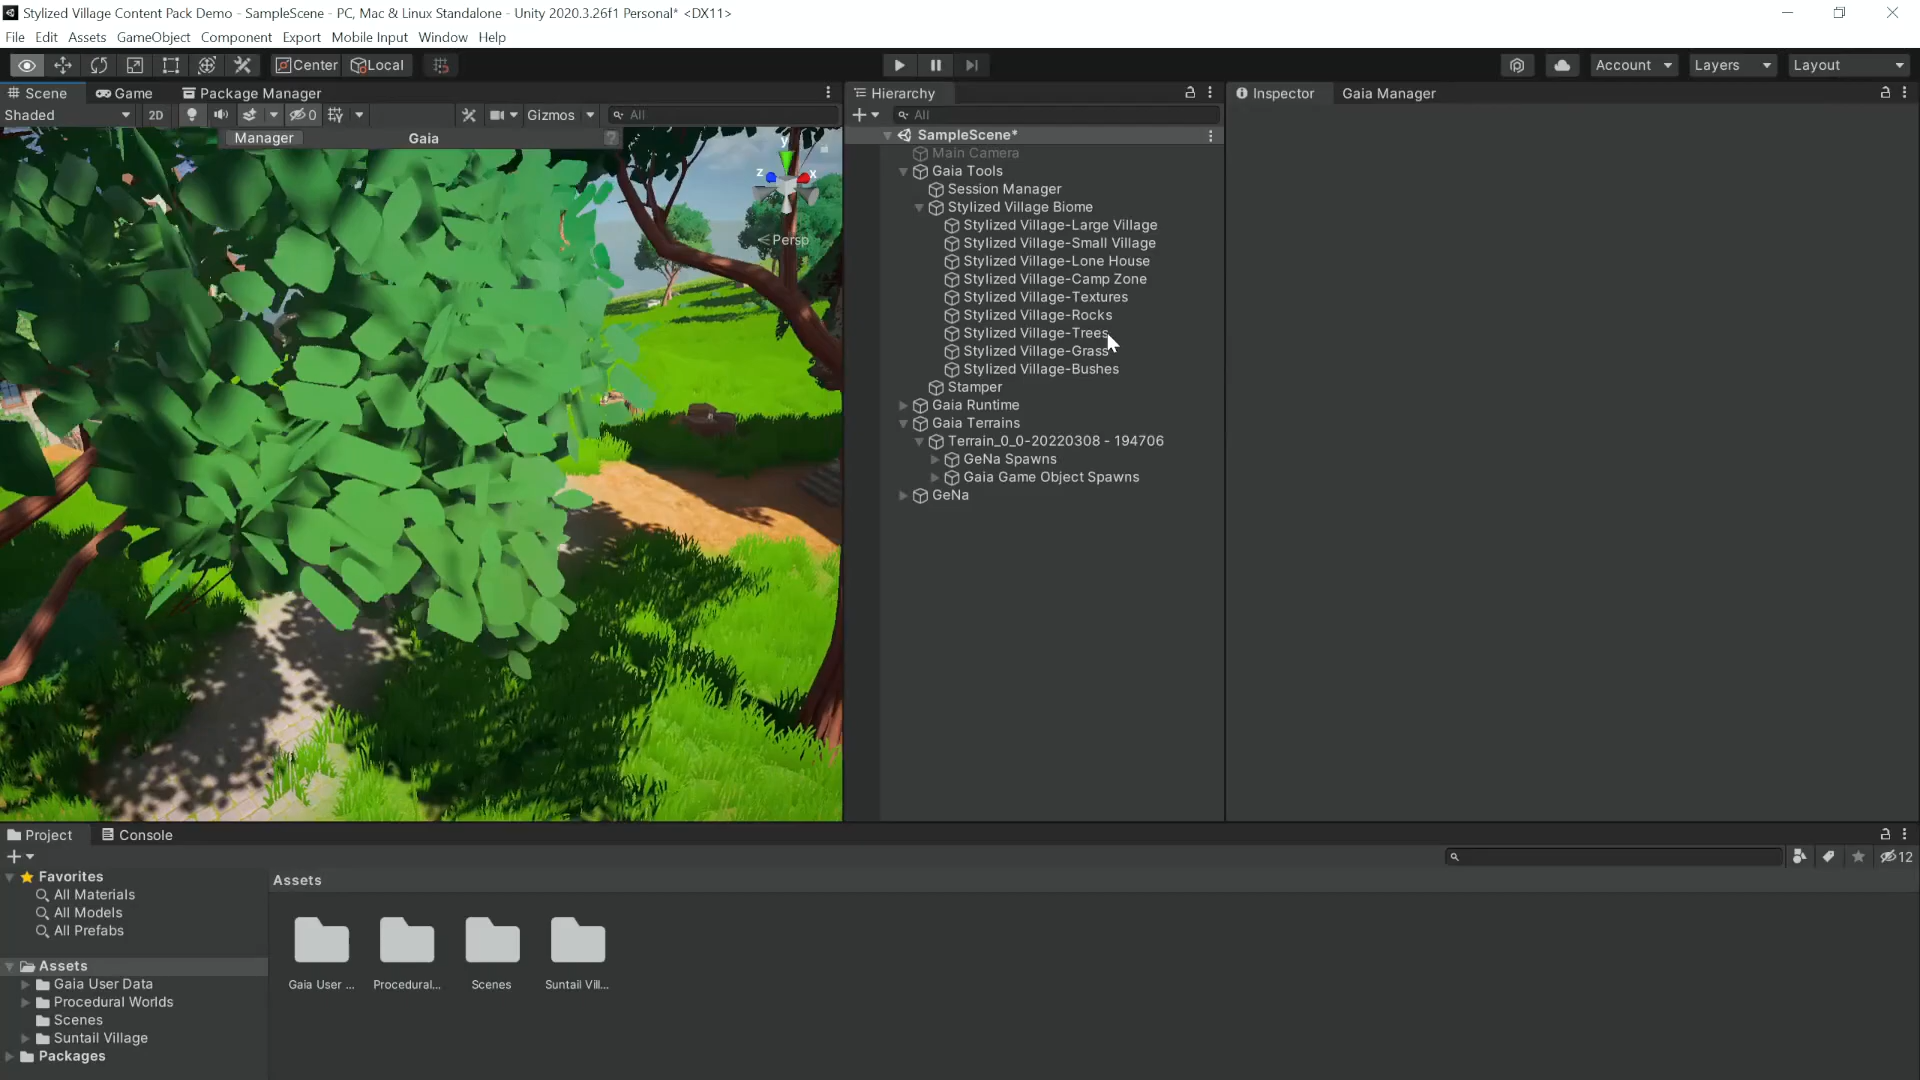 Stylized Village Content Pack Demo - SampleScene - PC, Mac & Linux Standalone - Unity 2020.3.26f1 Personal* <DX11>
File Edit Assets GameObject Component Export Mobile Input Window Help
Center Local Account Layers Layout
Scene Game Package Manager
Shaded 2D 0 Gizmos All
Manager Gaia ?
y
z x
Persp
Hierarchy
All
SampleScene*
Main Camera
Gaia Tools
Session Manager
Stylized Village Biome
Stylized Village-Large Village
Stylized Village-Small Village
Stylized Village-Lone House
Stylized Village-Camp Zone
Stylized Village-Textures
Stylized Village-Rocks
Stylized Village-Trees
Stylized Village-Grass
Stylized Village-Bushes
Stamper
Gaia Runtime
Gaia Terrains
Terrain_0_0-20220308 - 194706
GeNa Spawns
Gaia Game Object Spawns
GeNa
Inspector Gaia Manager
Project Console
12
Favorites
All Materials
All Models
All Prefabs
Assets
Gaia User Data
Procedural Worlds
Scenes
Suntail Village
Packages
Assets
Gaia User ... Procedural... Scenes Suntail Vill...